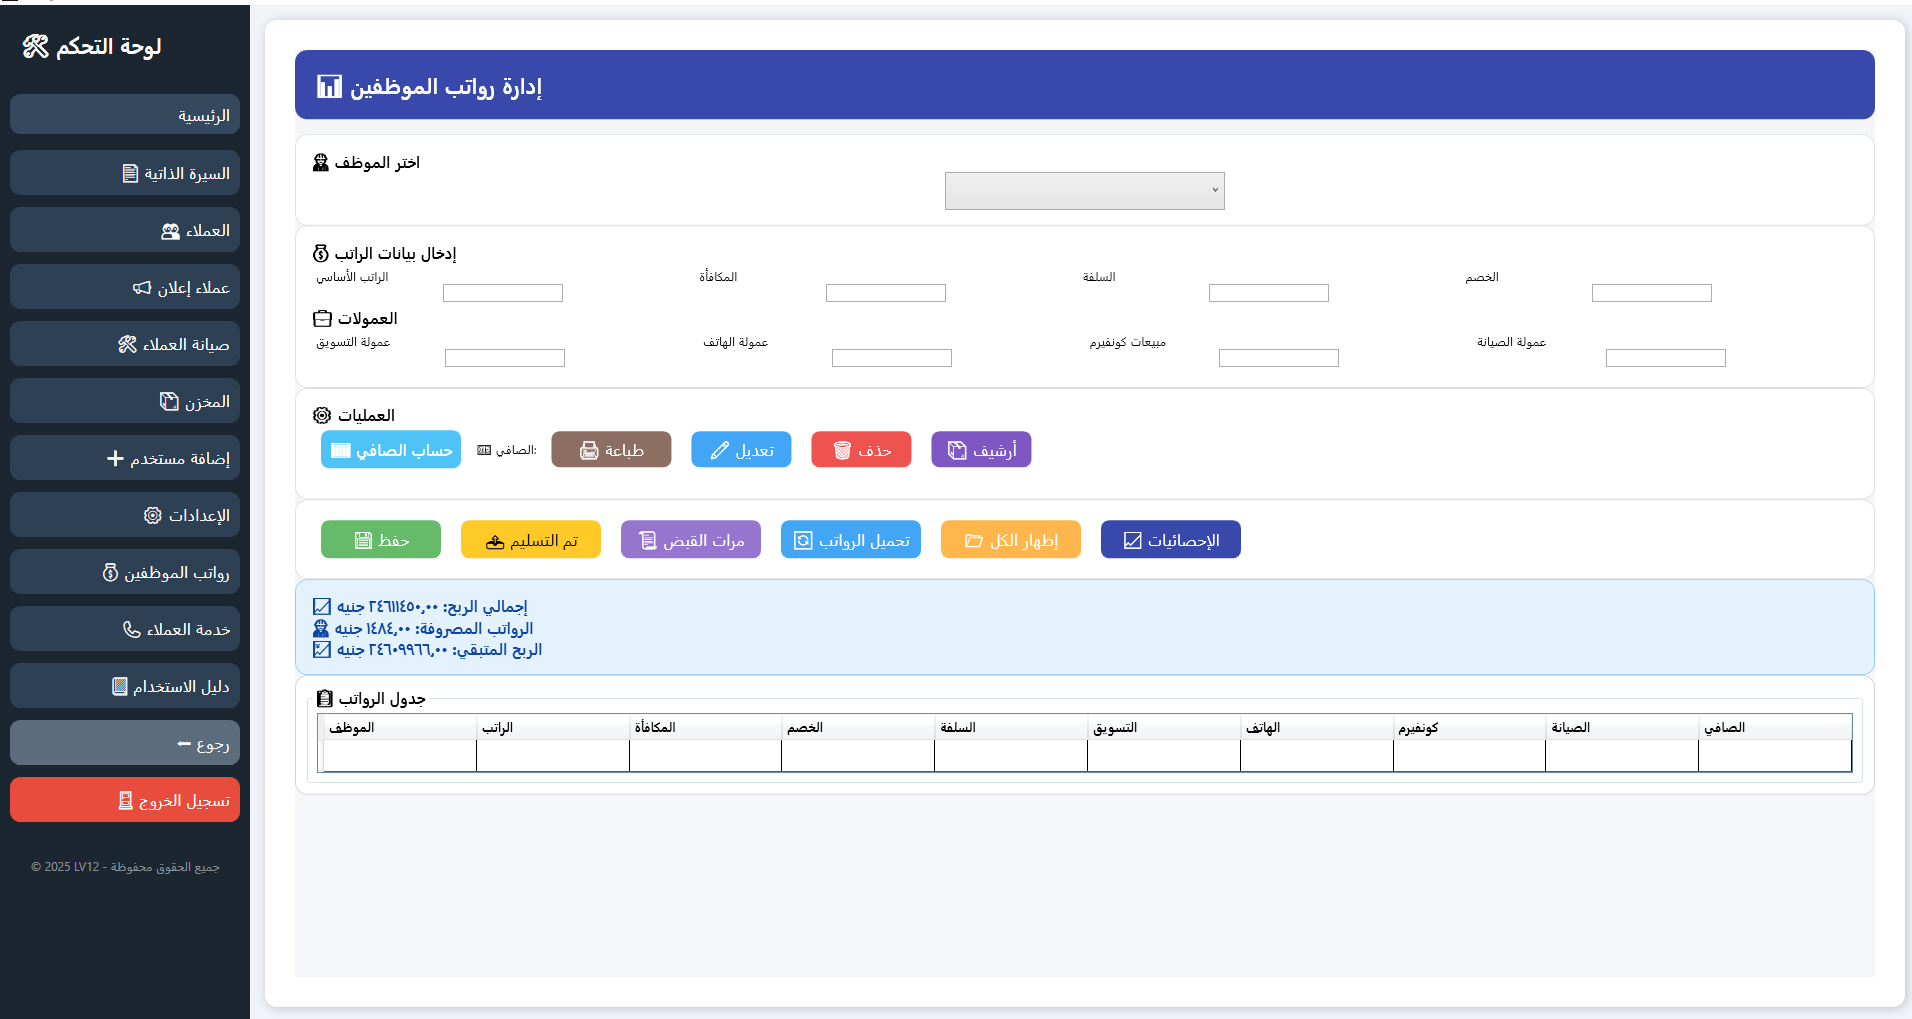 لوحة التحكم
الرئيسية
السيرة الذاتية
العملاء
عملاء إعلان
صيانة العملاء
المخزن
إضافة مستخدم
الإعدادات
رواتب الموظفين
خدمة العملاء
دليل الاستخدام
رجوع
تسجيل الخروج
جميع الحقوق محفوظة - LV12 2025 ©
إدارة رواتب الموظفين
اختر الموظف
إدخال بيانات الراتب
الراتب الأساسي
المكافأة
السلفة
الخصم
العمولات
عمولة التسويق
عمولة الهاتف
مبيعات كونفيرم
عمولة الصيانة
العمليات
حساب الصافي
الصافي:
طباعة
تعديل
حذف
أرشيف
حفظ
تم التسليم
مرات القبض
تحميل الرواتب
إظهار الكل
الإحصائيات
إجمالي الربح: ٢٤٦١١٤٥٠,٠٠ جنيه
الرواتب المصروفة: ١٤٨٤,٠٠ جنيه
الربح المتبقي: ٢٤٦٠٩٩٦٦,٠٠ جنيه
جدول الرواتب
الموظف الراتب المكافأة الخصم السلفة التسويق الهاتف كونفيرم الصيانة الصافي